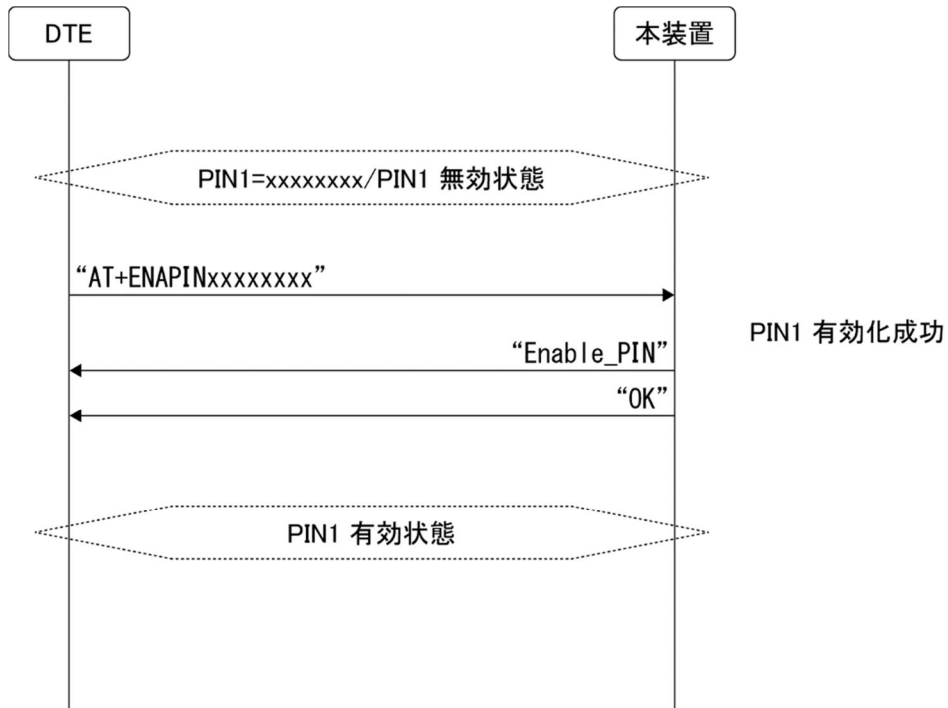 DTE
本装置
PIN1=xxxxxxxx/PIN1 無効状態
“AT+ENAPINxxxxxxxx”
PIN1 有効化成功
“Enable_PIN”
“OK”
PIN1 有効状態